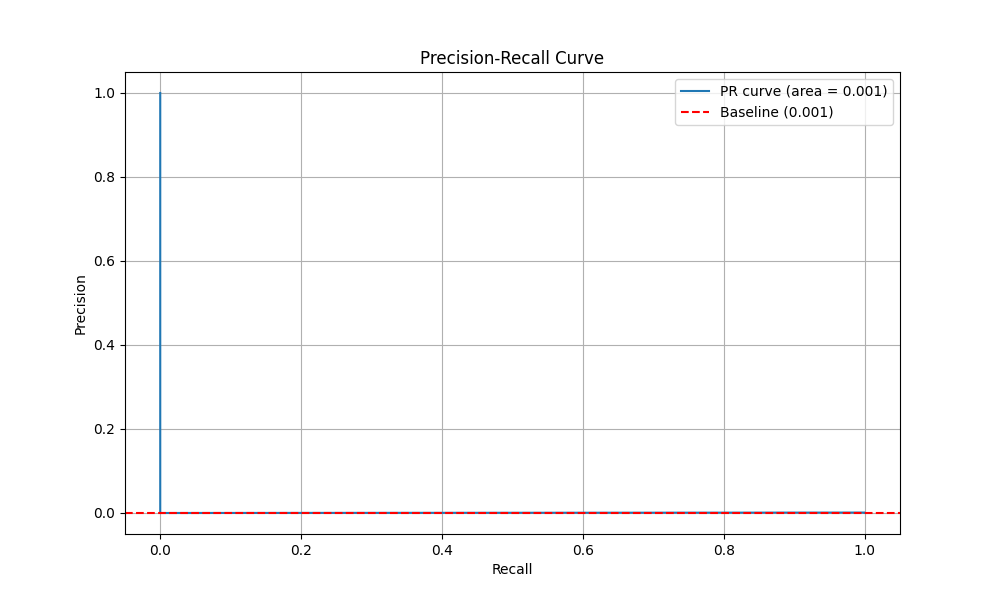 Precision-Recall Curve
PR curve (area = 0.001)
Baseline (0.001)
Precision
1.0
0.8
0.6
0.4
0.2
0.0
0.0 0.2 0.4 0.6 0.8 1.0
Recall